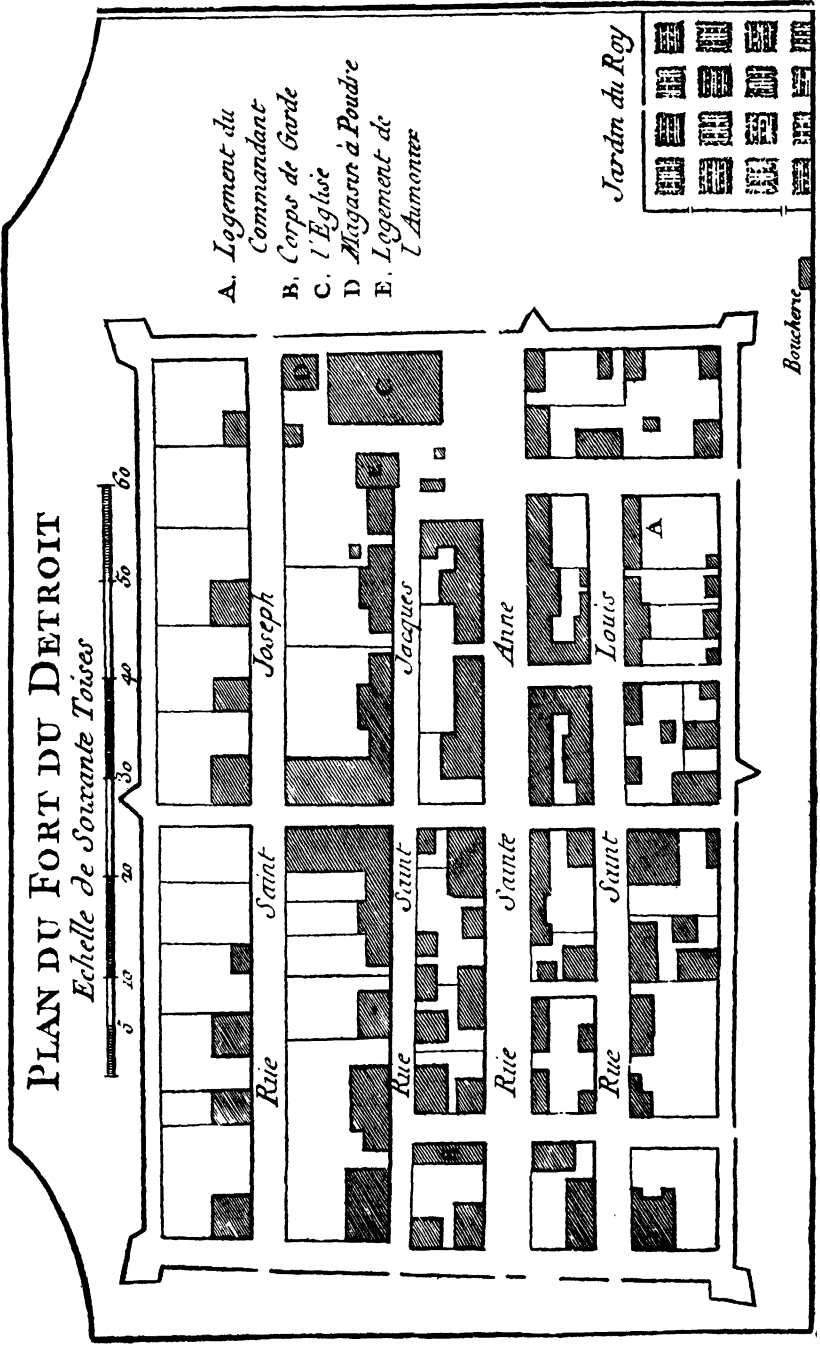 PLAN DU FORT DU DETROIT
Echelle de Soixante Toises
5 10 20 30 40 50 60
A. Logement du
Commandant
B. Corps de Garde
C. l'Eglise
D Magasin à Poudre
E. Logement de
l Aumonier
Jardin du Roy
Boucherie
Rue Saint Joseph
Rue Saint Jacques
Rue Sainte Anne
Rue Saint Louis
D
C
E
A
B